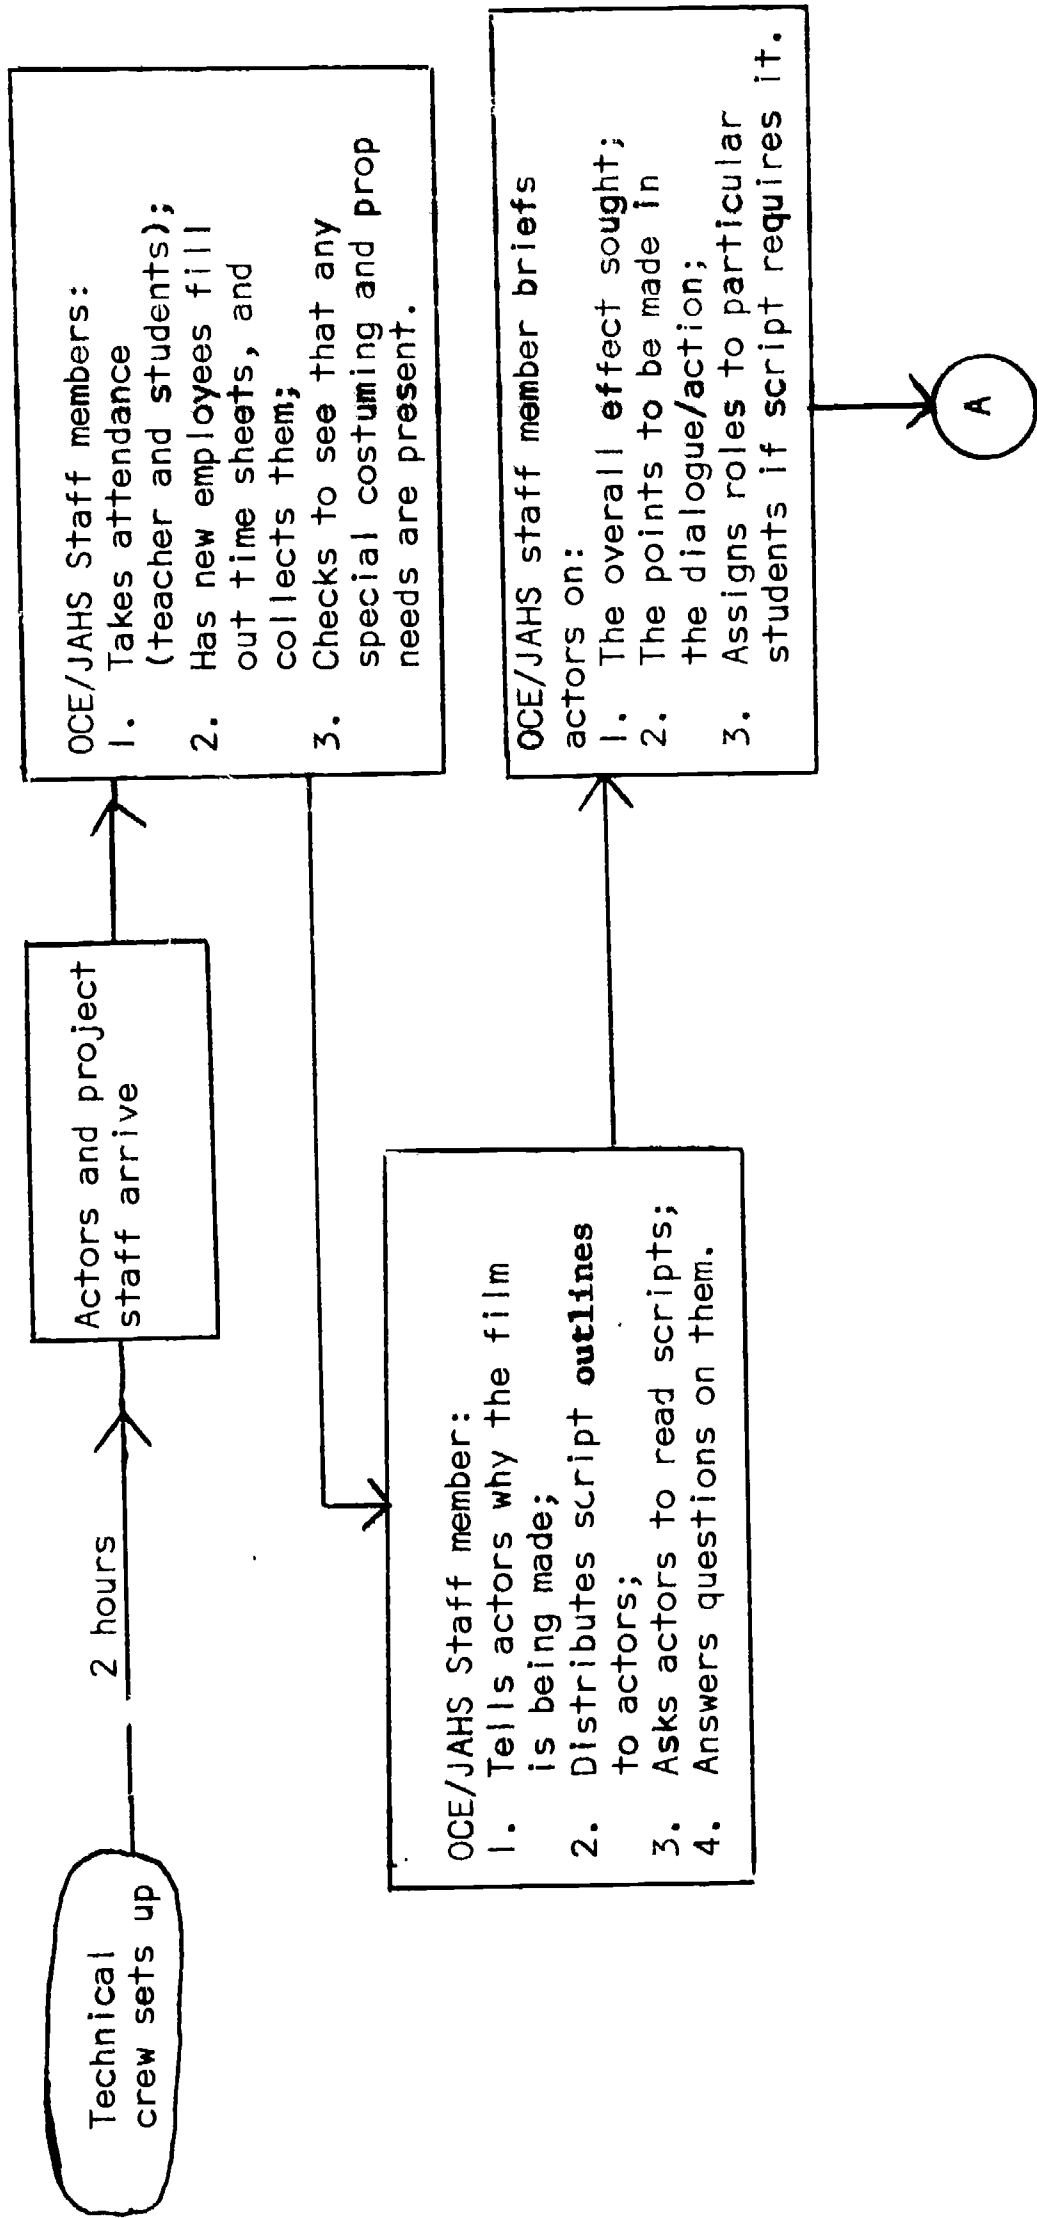 Technical
crew sets up
2 hours
Actors and project
staff arrive
OCE/JAHS Staff members:
1. Takes attendance
(teacher and students);
2. Has new employees fill
out time sheets, and
collects them;
3. Checks to see that any
special costuming and prop
needs are present.
OCE/JAHS Staff member:
1. Tells actors why the film
is being made;
2. Distributes script outlines
to actors;
3. Asks actors to read scripts;
4. Answers questions on them.
OCE/JAHS staff member briefs
actors on:
1. The overall effect sought;
2. The points to be made in
the dialogue/action;
3. Assigns roles to particular
students if script requires it.
A